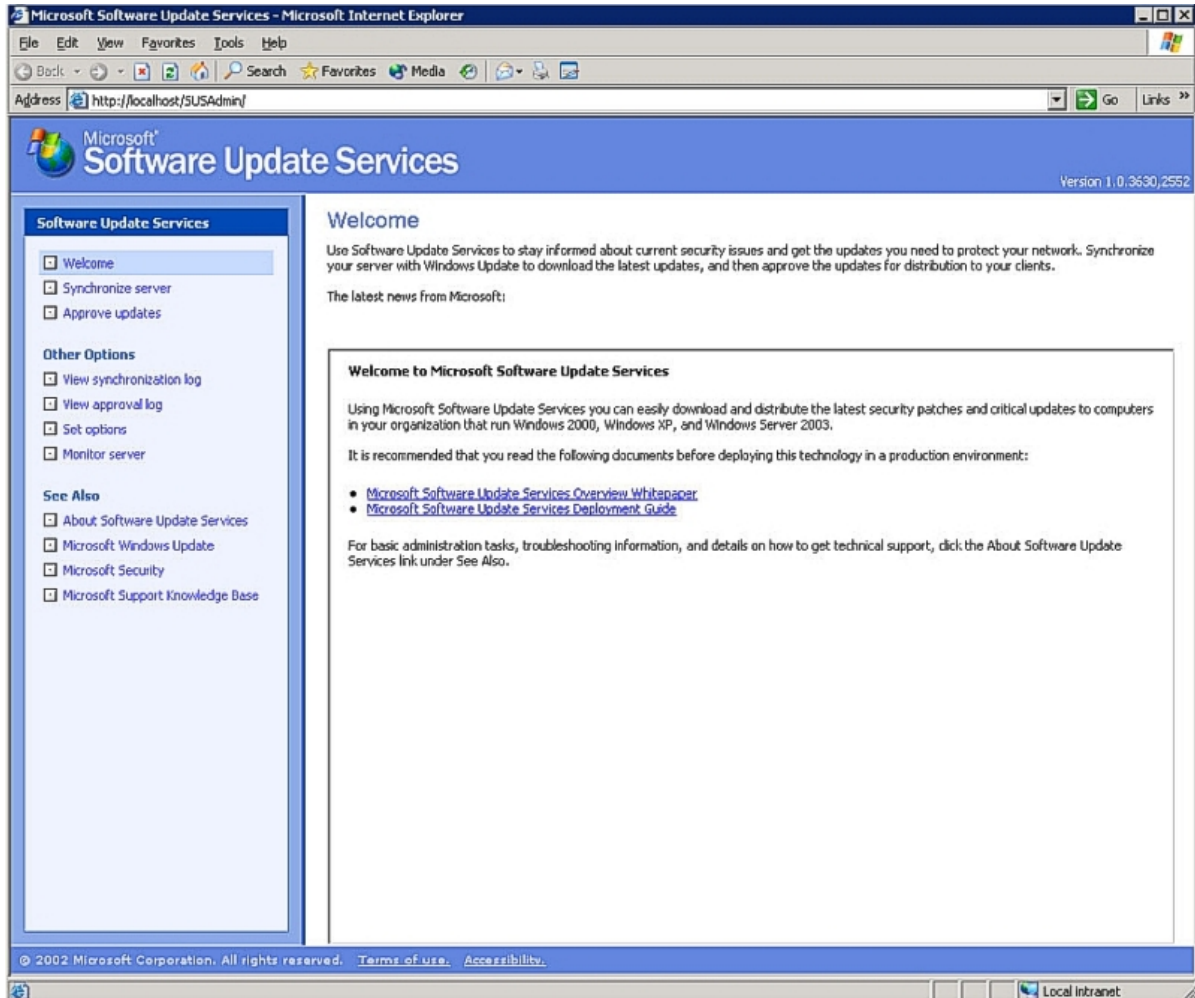 Microsoft Software Update Services - Microsoft Internet Explorer
File Edit View Favorites Tools Help
Back Search Favorites Media
Address http://localhost/SUSAdmin/ Go Links »
Microsoft®
Software Update Services
Version 1.0.3630,2552
Software Update Services
Welcome
Synchronize server
Approve updates
Other Options
View synchronization log
View approval log
Set options
Monitor server
See Also
About Software Update Services
Microsoft Windows Update
Microsoft Security
Microsoft Support Knowledge Base
Welcome
Use Software Update Services to stay informed about current security issues and get the updates you need to protect your network. Synchronize
your server with Windows Update to download the latest updates, and then approve the updates for distribution to your clients.
The latest news from Microsoft:
Welcome to Microsoft Software Update Services
Using Microsoft Software Update Services you can easily download and distribute the latest security patches and critical updates to computers
in your organization that run Windows 2000, Windows XP, and Windows Server 2003.
It is recommended that you read the following documents before deploying this technology in a production environment:
• Microsoft Software Update Services Overview Whitepaper
• Microsoft Software Update Services Deployment Guide
For basic administration tasks, troubleshooting information, and details on how to get technical support, click the About Software Update
Services link under See Also.
© 2002 Microsoft Corporation. All rights reserved. Terms of use. Accessibility.
Local intranet